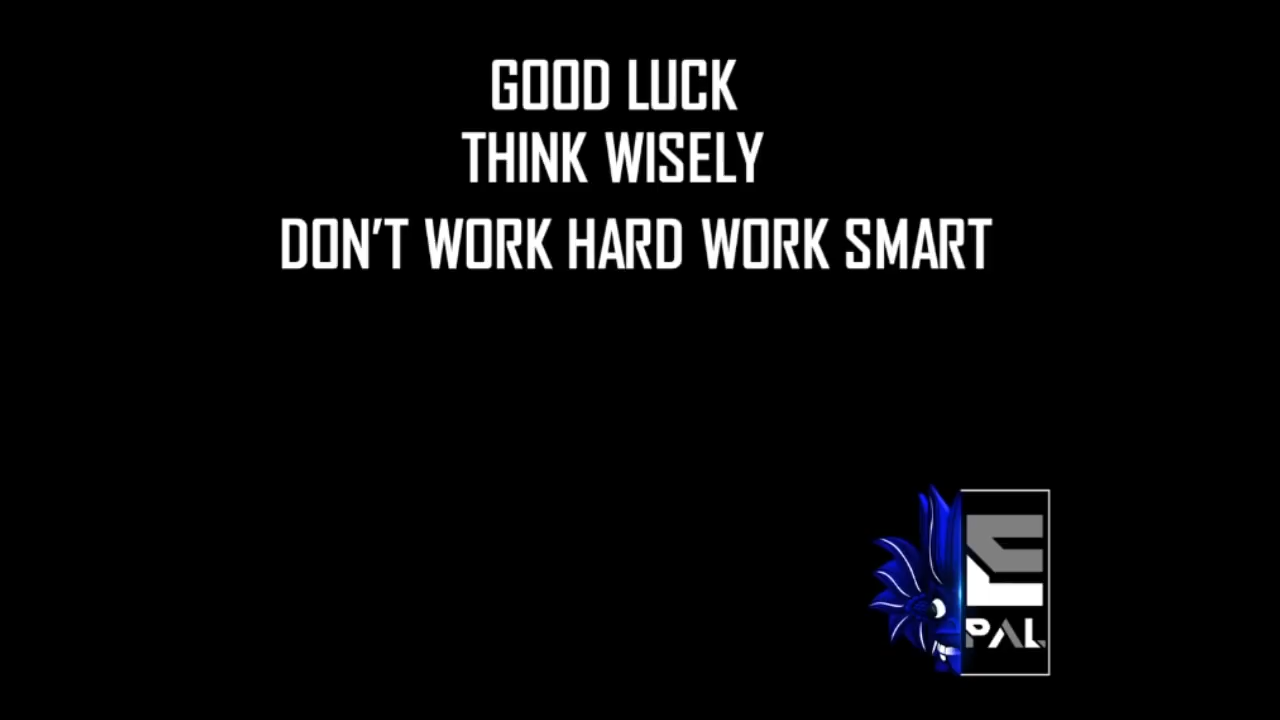 GOOD LUCK
THINK WISELY
DON'T WORK HARD WORK SMART
E
PAL